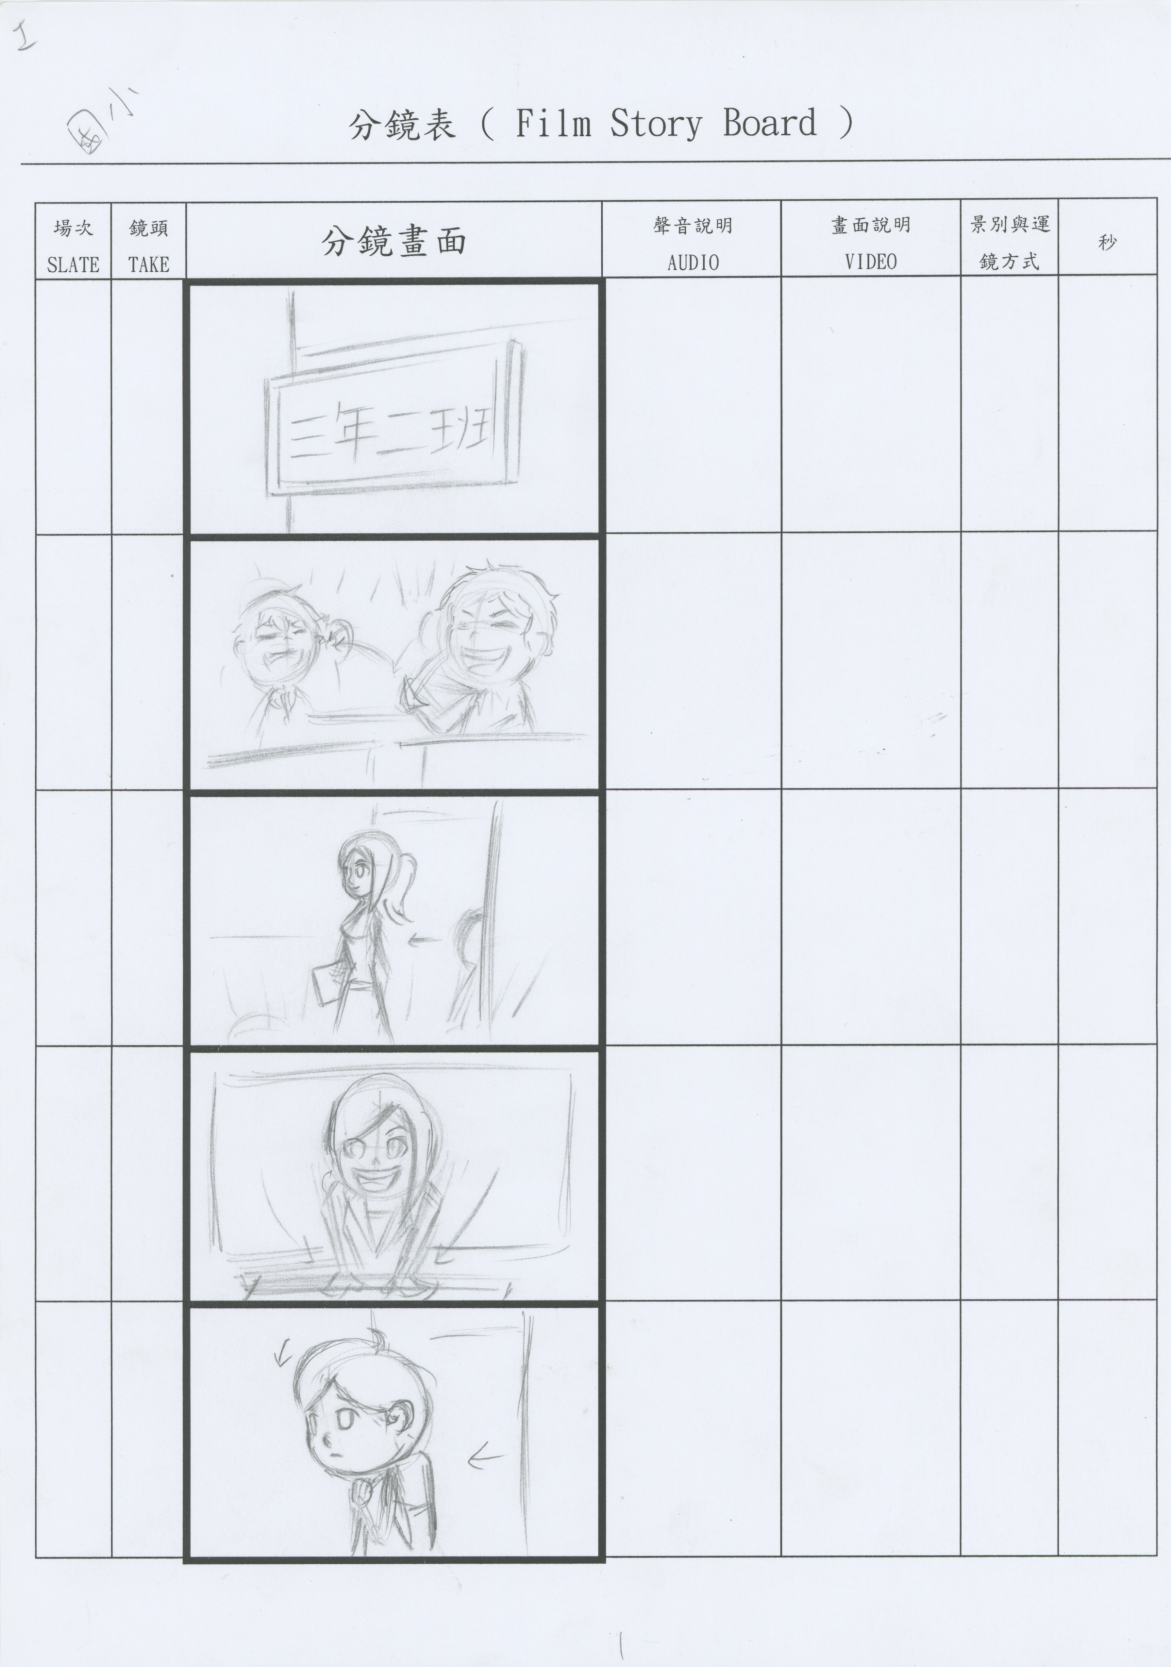 1
国小
分鏡表 ( Film Story Board )
場次 鏡頭 分鏡畫面 聲音說明 畫面說明 景別與運 秒
SLATE TAKE AUDIO VIDEO 鏡方式
三年二班
1